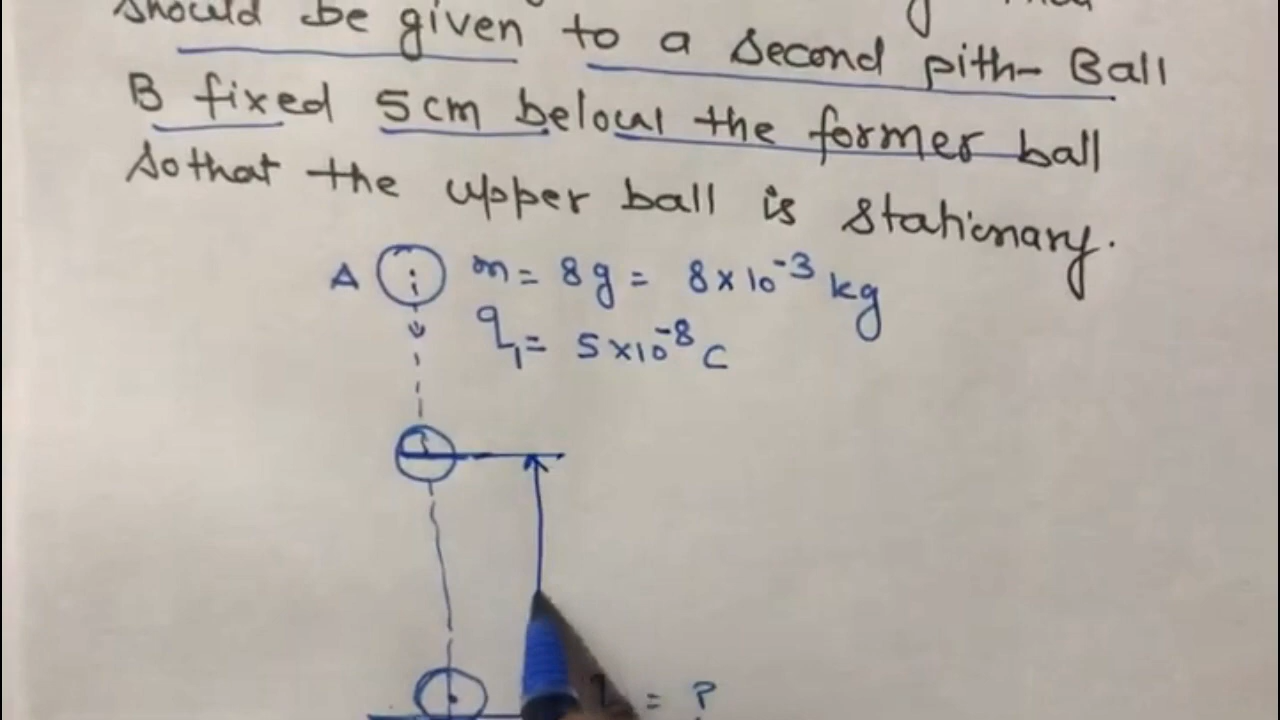 should be given to a second pith- Ball
B fixed 5cm below the former ball
So that the upper ball is stationary.
A m = 8g = 8×10⁻³ kg
q₁ = 5×10⁻⁸ C
= ?